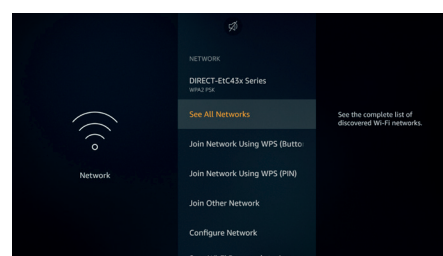 NETWORK
DIRECT-EtC43x Series
WPA2 PSK
See All Networks
See the complete list of
discovered Wi-Fi networks.
Join Network Using WPS (Button
Join Network Using WPS (PIN)
Network
Join Other Network
Configure Network